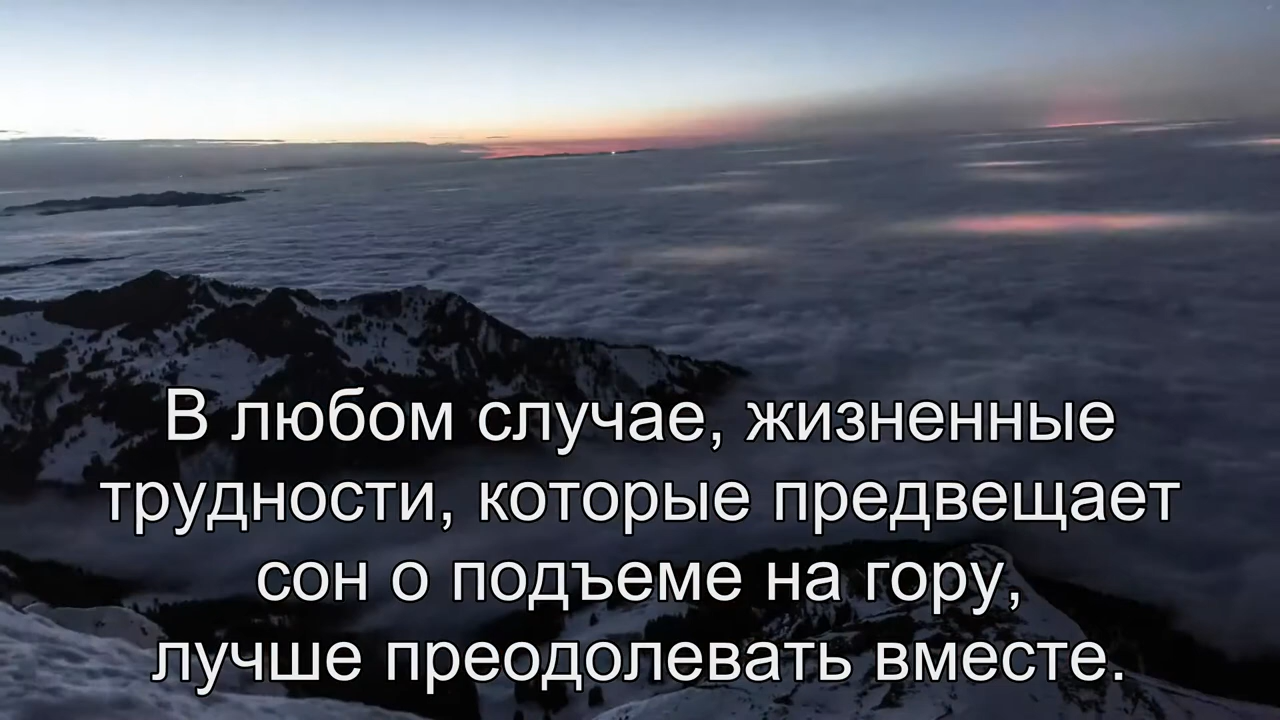 В любом случае, жизненные
трудности, которые предвещает
сон о подъеме на гору,
лучше преодолевать вместе.